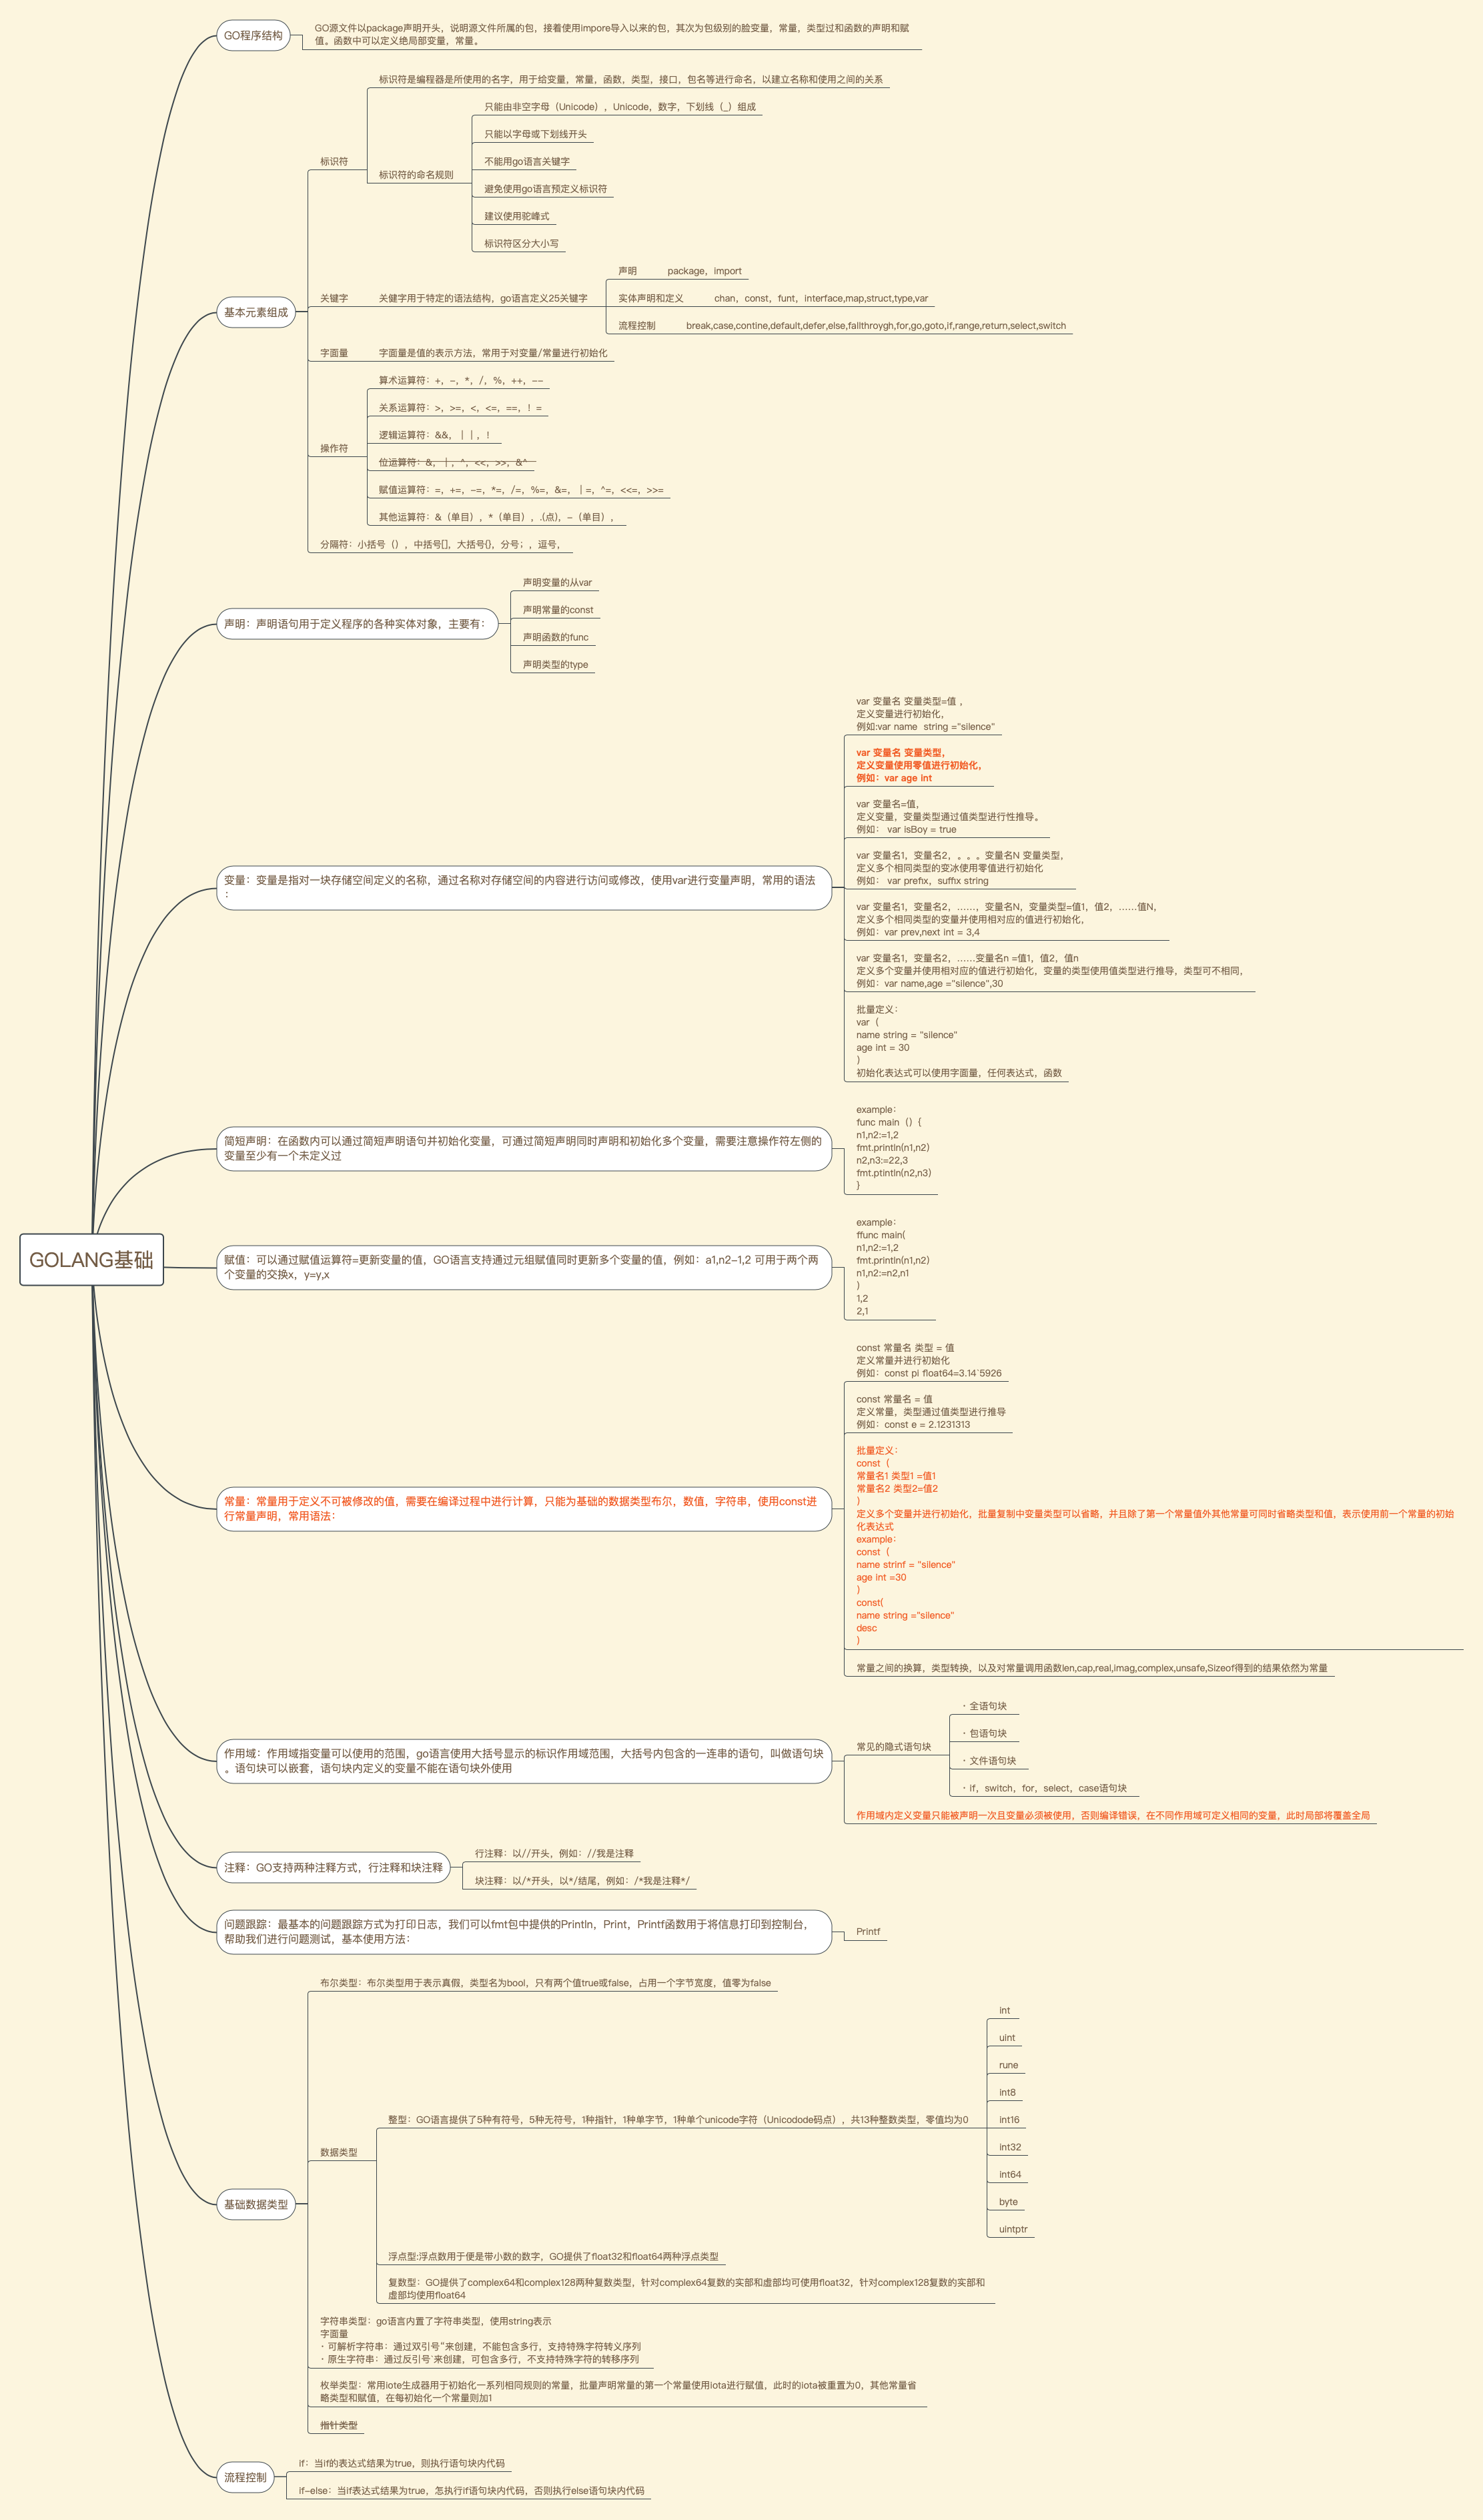 GOLANG基础
GO程序结构
GO源文件以package声明开头，说明源文件所属的包，接着使用impore导入以来的包，其次为包级别的脸变量，常量，类型过和函数的声明和赋
值。函数中可以定义绝局部变量，常量。
基本元素组成
标识符
标识符是编程器是所使用的名字，用于给变量，常量，函数，类型，接口，包名等进行命名，以建立名称和使用之间的关系
标识符的命名规则
只能由非空字母（Unicode），Unicode，数字，下划线（_）组成
只能以字母或下划线开头
不能用go语言关键字
避免使用go语言预定义标识符
建议使用驼峰式
标识符区分大小写
关键字
关健字用于特定的语法结构，go语言定义25关键字
声明
package，import
实体声明和定义
chan，const，funt，interface,map,struct,type,var
流程控制
break,case,contine,default,defer,else,fallthroygh,for,go,goto,if,range,return,select,switch
字面量
字面量是值的表示方法，常用于对变量/常量进行初始化
操作符
算术运算符：+，-，*，/，%，++，--
关系运算符：>，>=，<，<=，==，！=
逻辑运算符：&&，｜｜，！
位运算符：&，｜，^，<<，>>，&^
赋值运算符：=，+=，-=，*=，/=，%=，&=，｜=，^=，<<=，>>=
其他运算符：&（单目），*（单目），.(点)，-（单目），
分隔符：小括号（），中括号[]，大括号{}，分号；，逗号，
声明：声明语句用于定义程序的各种实体对象，主要有：
声明变量的从var
声明常量的const
声明函数的func
声明类型的type
变量：变量是指对一块存储空间定义的名称，通过名称对存储空间的内容进行访问或修改，使用var进行变量声明，常用的语法
：
var 变量名 变量类型=值，
定义变量进行初始化，
例如:var name  string ="silence"
var 变量名 变量类型，
定义变量使用零值进行初始化，
例如：var age int
var 变量名=值，
定义变量，变量类型通过值类型进行性推导。
例如： var isBoy = true
var 变量名1，变量名2，。。。变量名N 变量类型，
定义多个相同类型的变冰使用零值进行初始化
例如： var prefix，suffix string
var 变量名1，变量名2，……，变量名N，变量类型=值1，值2，……值N，
定义多个相同类型的变量并使用相对应的值进行初始化，
例如：var prev,next int = 3,4
var 变量名1，变量名2，……变量名n =值1，值2，值n
定义多个变量并使用相对应的值进行初始化，变量的类型使用值类型进行推导，类型可不相同，
例如：var name,age ="silence",30
批量定义：
var（
name string = "silence"
age int = 30
）
初始化表达式可以使用字面量，任何表达式，函数
简短声明：在函数内可以通过简短声明语句并初始化变量，可通过简短声明同时声明和初始化多个变量，需要注意操作符左侧的
变量至少有一个未定义过
example：
func main（）{
n1,n2:=1,2
fmt.println(n1,n2)
n2,n3:=22,3
fmt.ptintln(n2,n3)
}
赋值：可以通过赋值运算符=更新变量的值，GO语言支持通过元组赋值同时更新多个变量的值，例如：a1,n2-1,2 可用于两个两
个变量的交换x，y=y,x
example：
ffunc main(
n1,n2:=1,2
fmt.println(n1,n2)
n1,n2:=n2,n1
)
1,2
2,1
常量：常量用于定义不可被修改的值，需要在编译过程中进行计算，只能为基础的数据类型布尔，数值，字符串，使用const进
行常量声明，常用语法：
const 常量名 类型 = 值
定义常量并进行初始化
例如：const pi float64=3.14`5926
const 常量名 = 值
定义常量，类型通过值类型进行推导
例如：const e = 2.1231313
批量定义：
const（
常量名1 类型1 =值1
常量名2 类型2=值2
）
定义多个变量并进行初始化，批量复制中变量类型可以省略，并且除了第一个常量值外其他常量可同时省略类型和值，表示使用前一个常量的初始
化表达式
example：
const（
name strinf = "silence"
age int =30
）
const(
name string ="silence"
desc
)
常量之间的换算，类型转换，以及对常量调用函数len,cap,real,imag,complex,unsafe,Sizeof得到的结果依然为常量
作用域：作用域指变量可以使用的范围，go语言使用大括号显示的标识作用域范围，大括号内包含的一连串的语句，叫做语句块
。语句块可以嵌套，语句块内定义的变量不能在语句块外使用
常见的隐式语句块
· 全语句块
· 包语句块
· 文件语句块
· if，switch，for，select，case语句块
作用域内定义变量只能被声明一次且变量必须被使用，否则编译错误，在不同作用域可定义相同的变量，此时局部将覆盖全局
注释：GO支持两种注释方式，行注释和块注释
行注释：以//开头，例如：//我是注释
块注释：以/*开头，以*/结尾，例如：/*我是注释*/
问题跟踪：最基本的问题跟踪方式为打印日志，我们可以fmt包中提供的Println，Print，Printf函数用于将信息打印到控制台，
帮助我们进行问题测试，基本使用方法：
Printf
基础数据类型
布尔类型：布尔类型用于表示真假，类型名为bool，只有两个值true或false，占用一个字节宽度，值零为false
数据类型
整型：GO语言提供了5种有符号，5种无符号，1种指针，1种单字节，1种单个unicode字符（Unicodode码点），共13种整数类型，零值均为0
int
uint
rune
int8
int16
int32
int64
byte
uintptr
浮点型:浮点数用于便是带小数的数字，GO提供了float32和float64两种浮点类型
复数型：GO提供了complex64和complex128两种复数类型，针对complex64复数的实部和虚部均可使用float32，针对complex128复数的实部和
虚部均使用float64
字符串类型：go语言内置了字符串类型，使用string表示
字面量
· 可解析字符串：通过双引号"来创建，不能包含多行，支持特殊字符转义序列
· 原生字符串：通过反引号`来创建，可包含多行，不支持特殊字符的转移序列
枚举类型：常用iote生成器用于初始化一系列相同规则的常量，批量声明常量的第一个常量使用iota进行赋值，此时的iota被重置为0，其他常量省
略类型和赋值，在每初始化一个常量则加1
指针类型
流程控制
if：当if的表达式结果为true，则执行语句块内代码
if-else：当if表达式结果为true，怎执行if语句块内代码，否则执行else语句块内代码